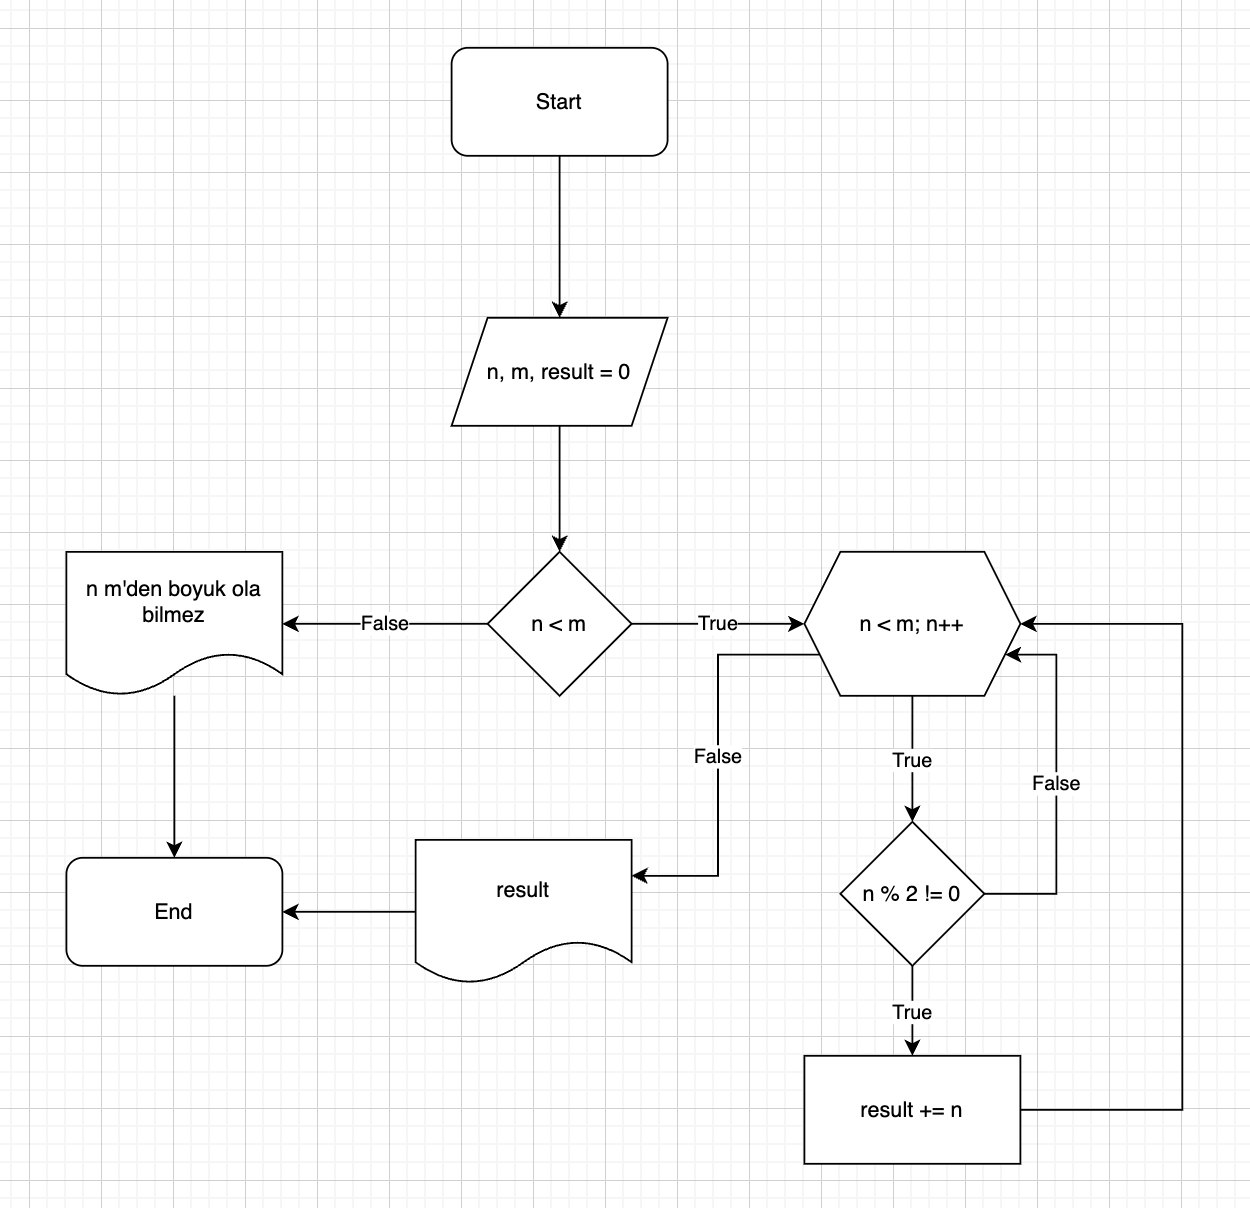 Start
n, m, result = 0
n m'den boyuk ola
bilmez
False
n < m
True
n < m; n++
False
True
False
result
End
n % 2 != 0
True
result += n